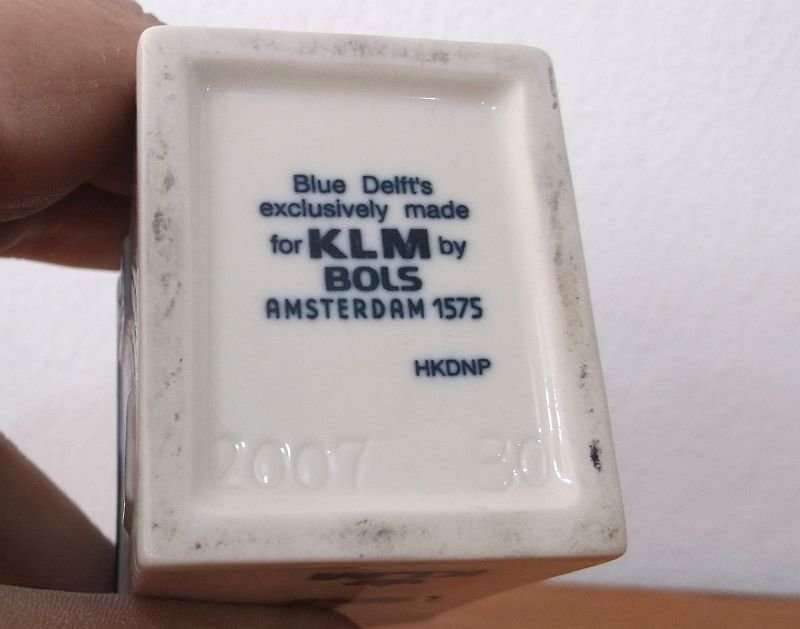 Blue Delft's
exclusively made
for KLM by
BOLS
AMSTERDAM 1575
HKDNP
2007 30